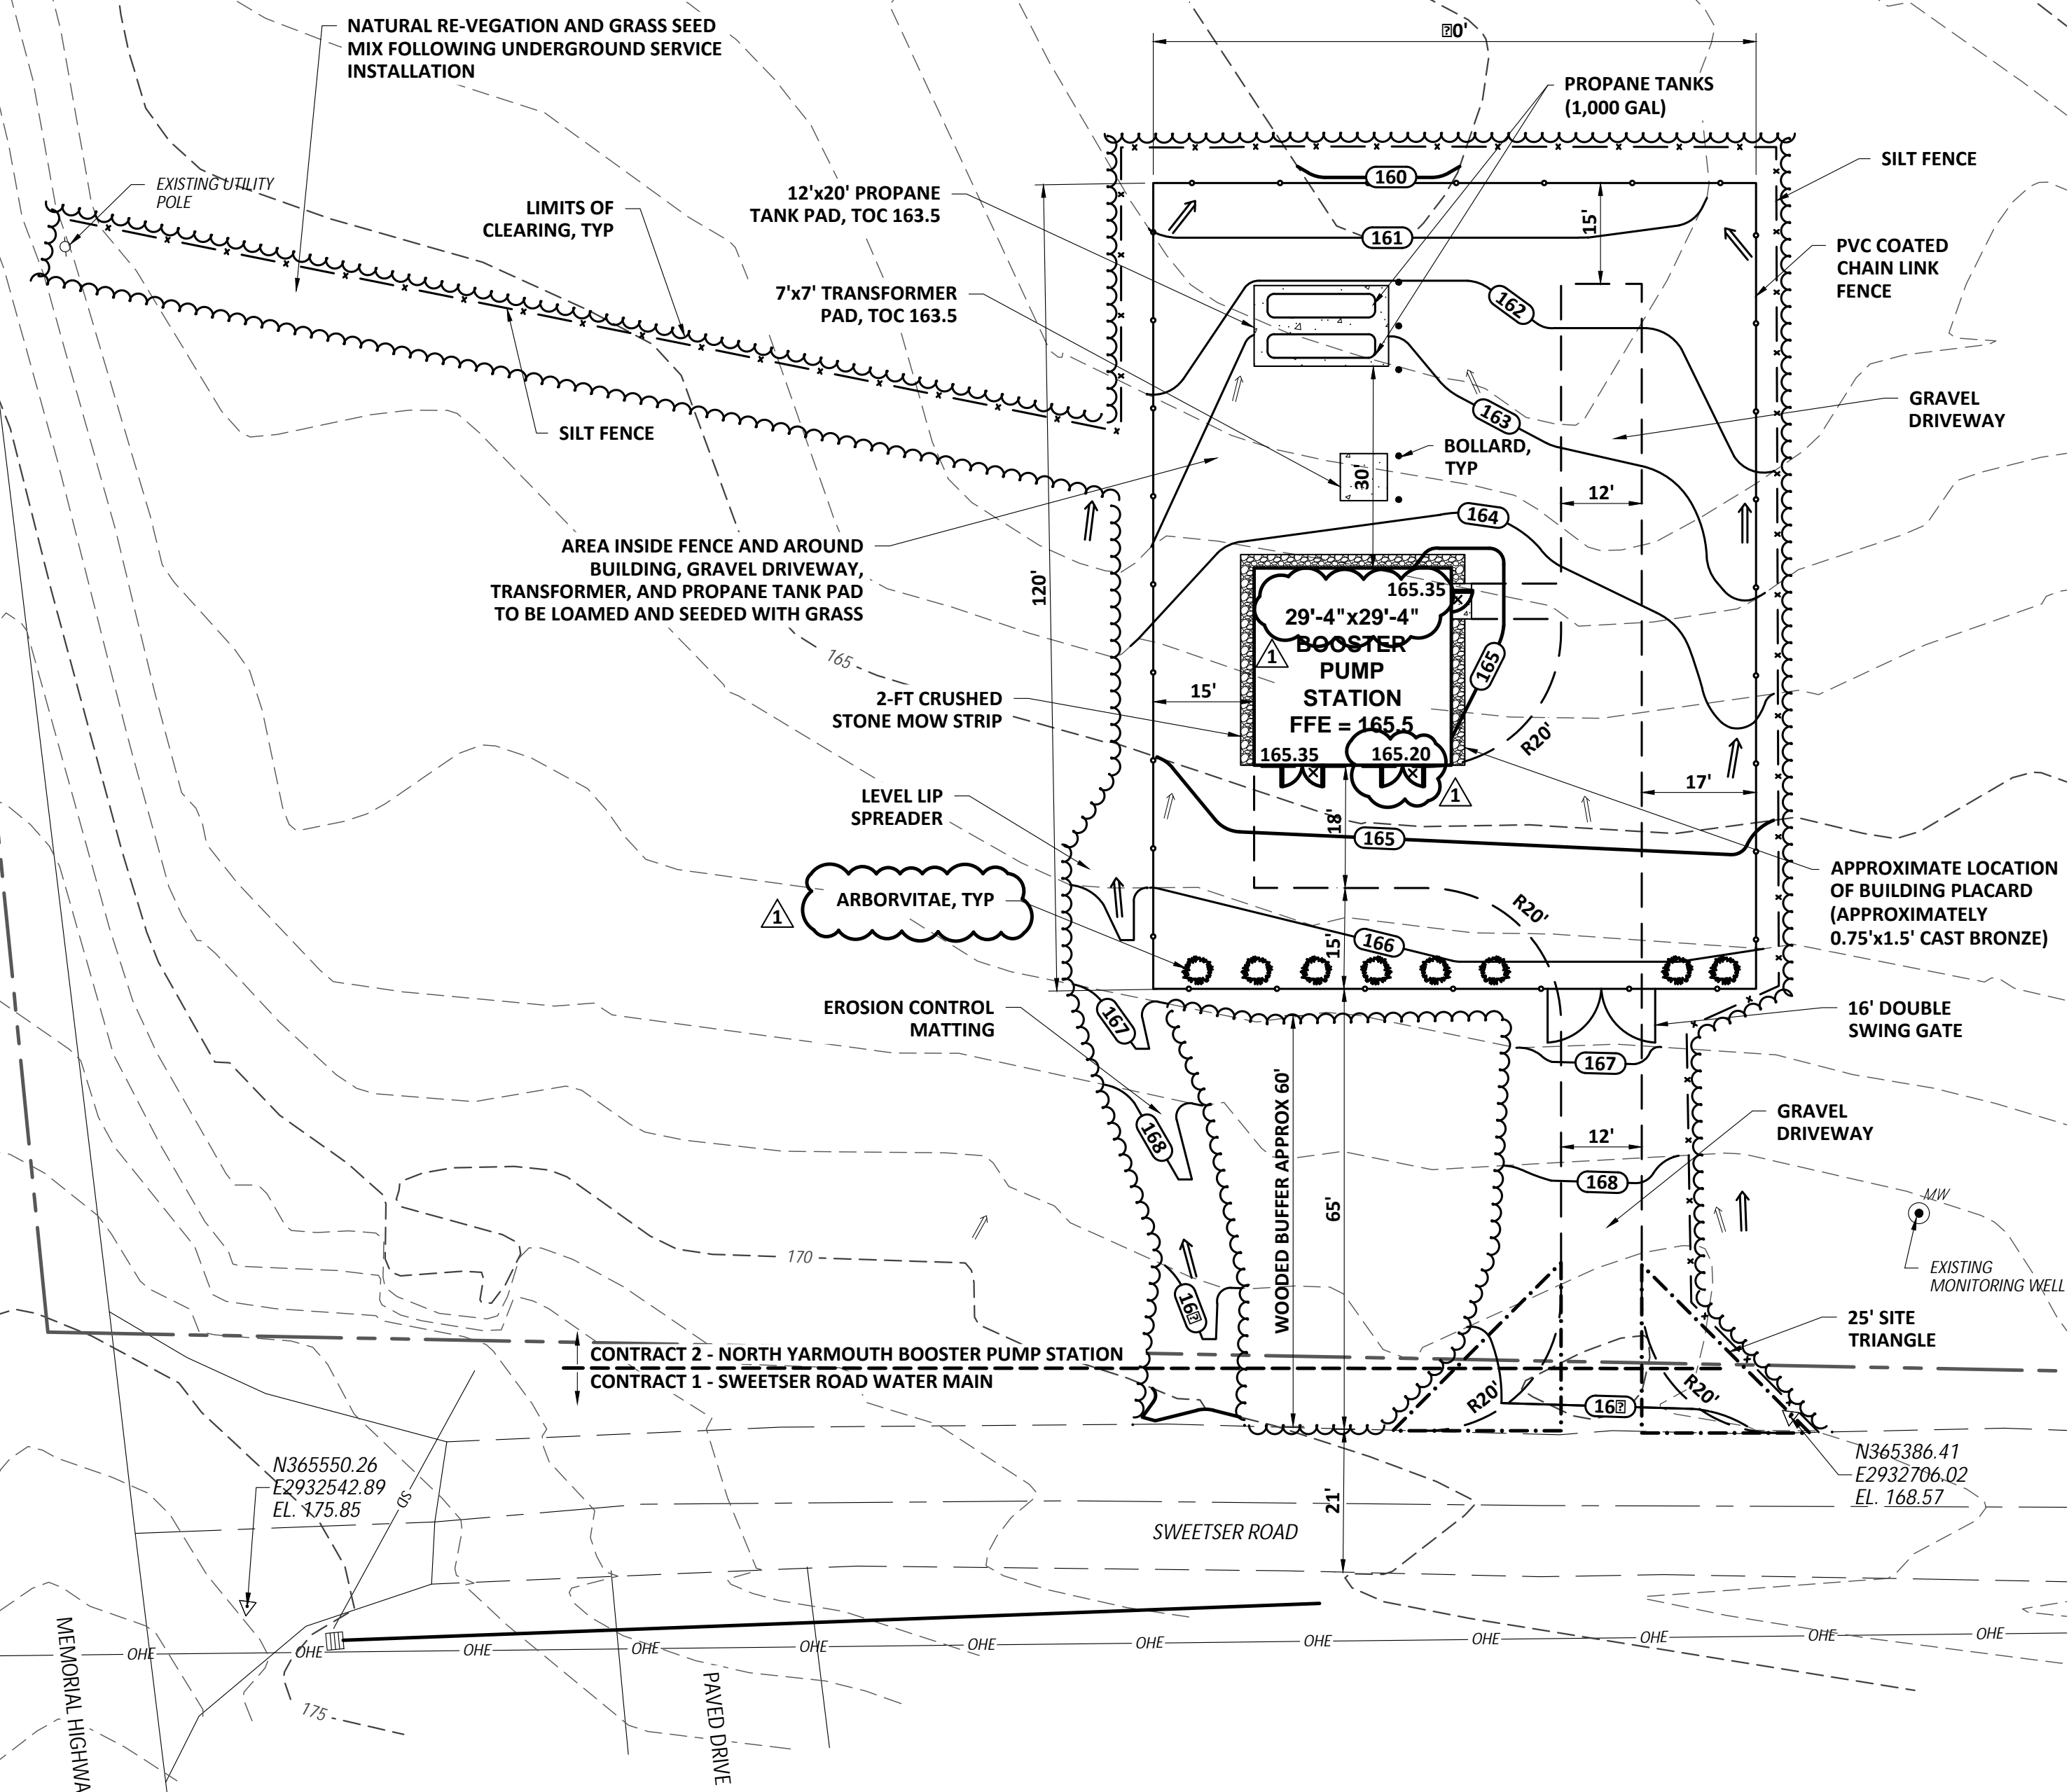 NATURAL RE-VEGATION AND GRASS SEED
MIX FOLLOWING UNDERGROUND SERVICE
INSTALLATION
0'
PROPANE TANKS
(1,000 GAL)
SILT FENCE
EXISTING UTILITY
POLE
LIMITS OF
CLEARING, TYP
12'x20' PROPANE
TANK PAD, TOC 163.5
160
15'
161
PVC COATED
CHAIN LINK
FENCE
7'x7' TRANSFORMER
PAD, TOC 163.5
162
SILT FENCE
163
GRAVEL
DRIVEWAY
BOLLARD,
TYP
30'
12'
164
AREA INSIDE FENCE AND AROUND
BUILDING, GRAVEL DRIVEWAY,
TRANSFORMER, AND PROPANE TANK PAD
TO BE LOAMED AND SEEDED WITH GRASS
120'
165.35
29'-4"x29'-4"
BOOSTER
PUMP
STATION
FFE = 165.5
1
165
165
2-FT CRUSHED
STONE MOW STRIP
15'
R20'
165.35
165.20
1
17'
LEVEL LIP
SPREADER
18'
165
APPROXIMATE LOCATION
OF BUILDING PLACARD
(APPROXIMATELY
0.75'x1.5' CAST BRONZE)
ARBORVITAE, TYP
1
R20'
15'
166
EROSION CONTROL
MATTING
167
16' DOUBLE
SWING GATE
167
168
WOODED BUFFER APPROX 60'
65'
GRAVEL
DRIVEWAY
12'
168
MW
EXISTING
MONITORING WELL
170
16
25' SITE
TRIANGLE
CONTRACT 2 - NORTH YARMOUTH BOOSTER PUMP STATION
CONTRACT 1 - SWEETSER ROAD WATER MAIN
R20'
R20'
16
N365550.26
E2932542.89
EL. 175.85
SD
N365386.41
E2932706.02
EL. 168.57
21'
SWEETSER ROAD
OHE OHE OHE OHE OHE OHE OHE OHE OHE OHE OHE OHE
MEMORIAL HIGHWA
175
PAVED DRIVE